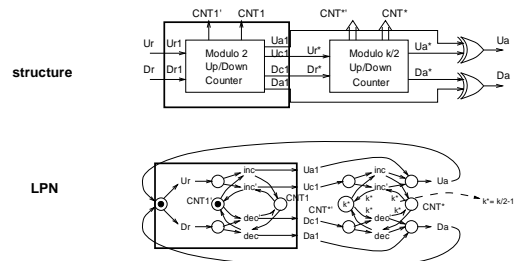 CNT1' CNT1 CNT*' CNT*
Ur Ur1 Ua1 Ur* Ua* Ua
Uc1
structure Modulo 2 Up/Down Counter Modulo k/2 Up/Down Counter
Dr Dr1 Dc1 Dr* Da* Da
Da1
LPN
Ur inc Ua1 inc Ua
inc' Uc1 inc'
CNT1 CNT1 CNT*' k* k* k* k* k* CNT* k*= k/2-1
Dr dec Dc1 dec Da
dec Da1 dec